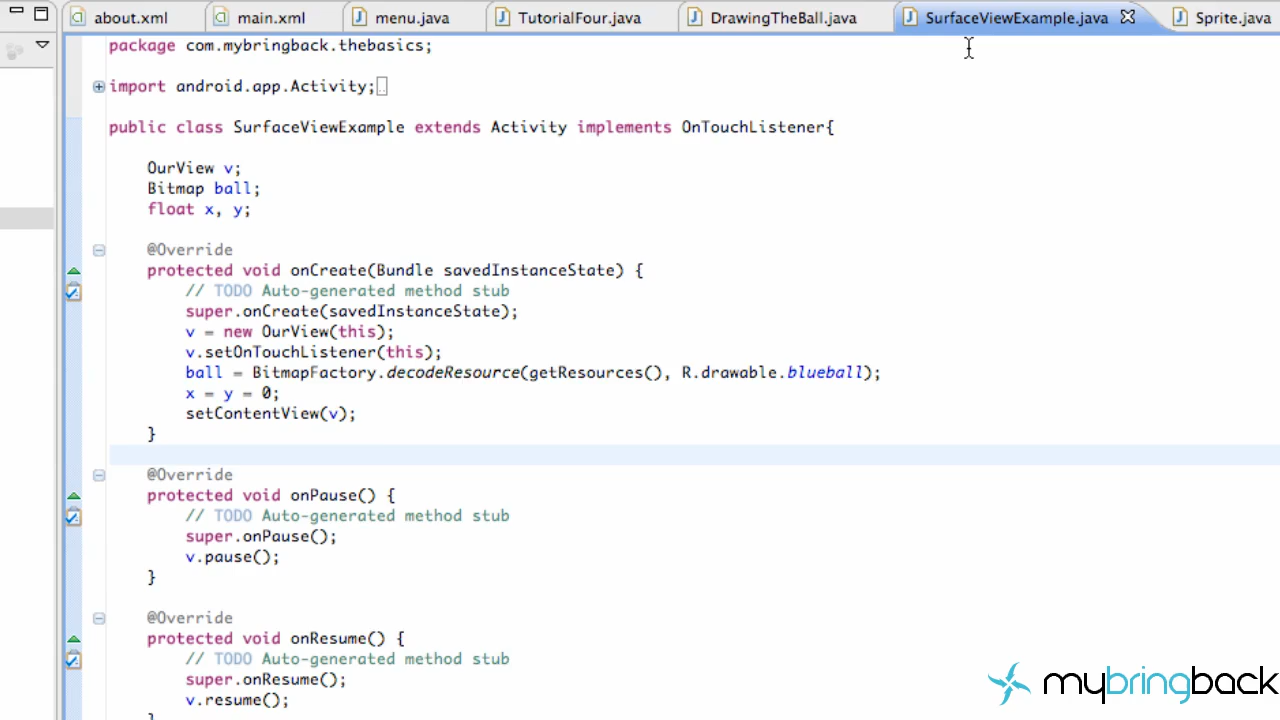 about.xml main.xml menu.java TutorialFour.java DrawingTheBall.java SurfaceViewExample.java Sprite.java
package com.mybringback.thebasics;
import android.app.Activity;
public class SurfaceViewExample extends Activity implements OnTouchListener{
OurView v;
Bitmap ball;
float x, y;
@Override
protected void onCreate(Bundle savedInstanceState) {
// TODO Auto-generated method stub
super.onCreate(savedInstanceState);
v = new OurView(this);
v.setOnTouchListener(this);
ball = BitmapFactory.decodeResource(getResources(), R.drawable.blueball);
x = y = 0;
setContentView(v);
}
@Override
protected void onPause() {
// TODO Auto-generated method stub
super.onPause();
v.pause();
}
@Override
protected void onResume() {
// TODO Auto-generated method stub
super.onResume();
v.resume();
}
mybringback